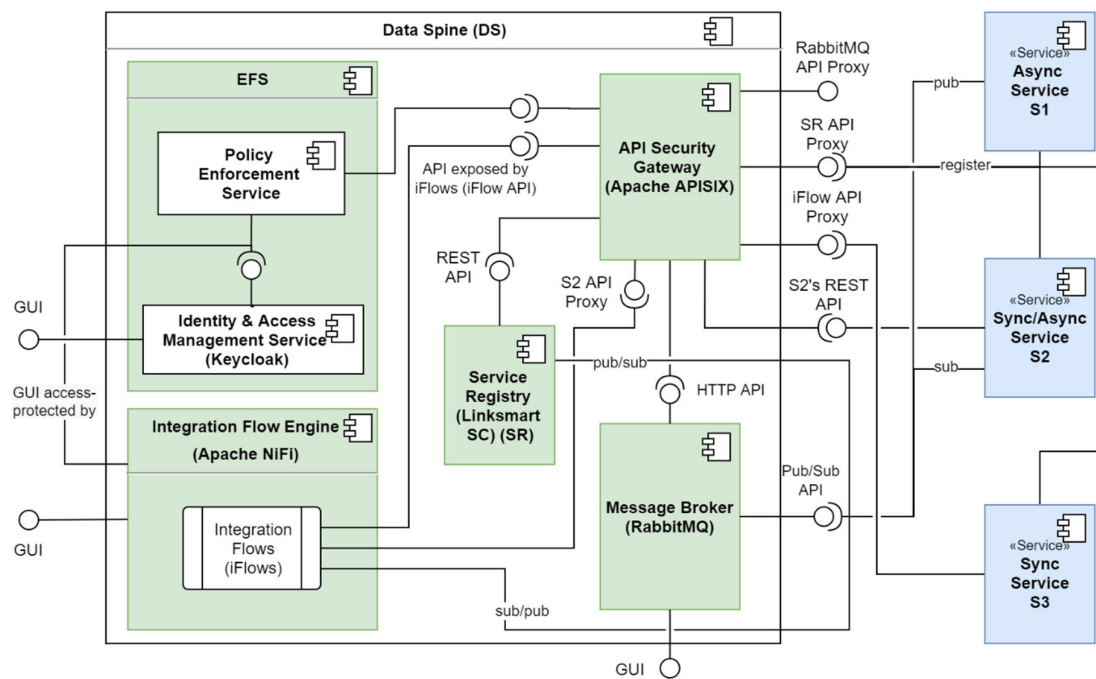 Data Spine (DS)
EFS
Policy
Enforcement
Service
Identity & Access
Management Service
(Keycloak)
GUI
GUI access-
protected by
Integration Flow Engine
(Apache NiFi)
Integration
Flows
(iFlows)
GUI
API exposed by
iFlows (iFlow API)
REST
API
S2 API
Proxy
Service
Registry
(Linksmart
SC) (SR)
pub/sub
sub/pub
API Security
Gateway
(Apache APISIX)
HTTP API
Message Broker
(RabbitMQ)
GUI
RabbitMQ
API Proxy
SR API
Proxy
iFlow API
Proxy
S2's REST
API
Pub/Sub
API
pub
register
sub
«Service»
Async
Service
S1
«Service»
Sync/Async
Service
S2
«Service»
Sync
Service
S3